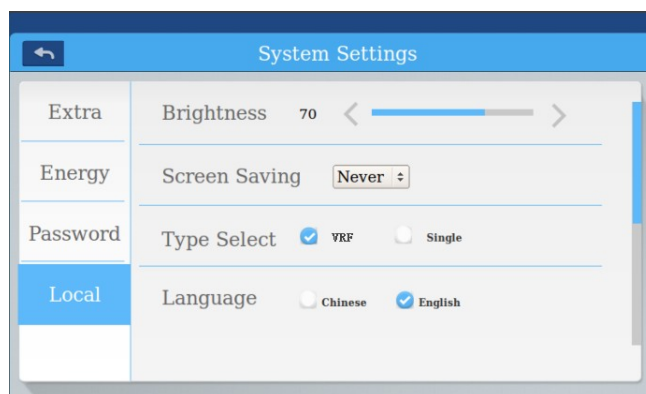 System Settings
Extra
Energy
Password
Local
Brightness 70
Screen Saving Never
Type Select VRF Single
Language Chinese English